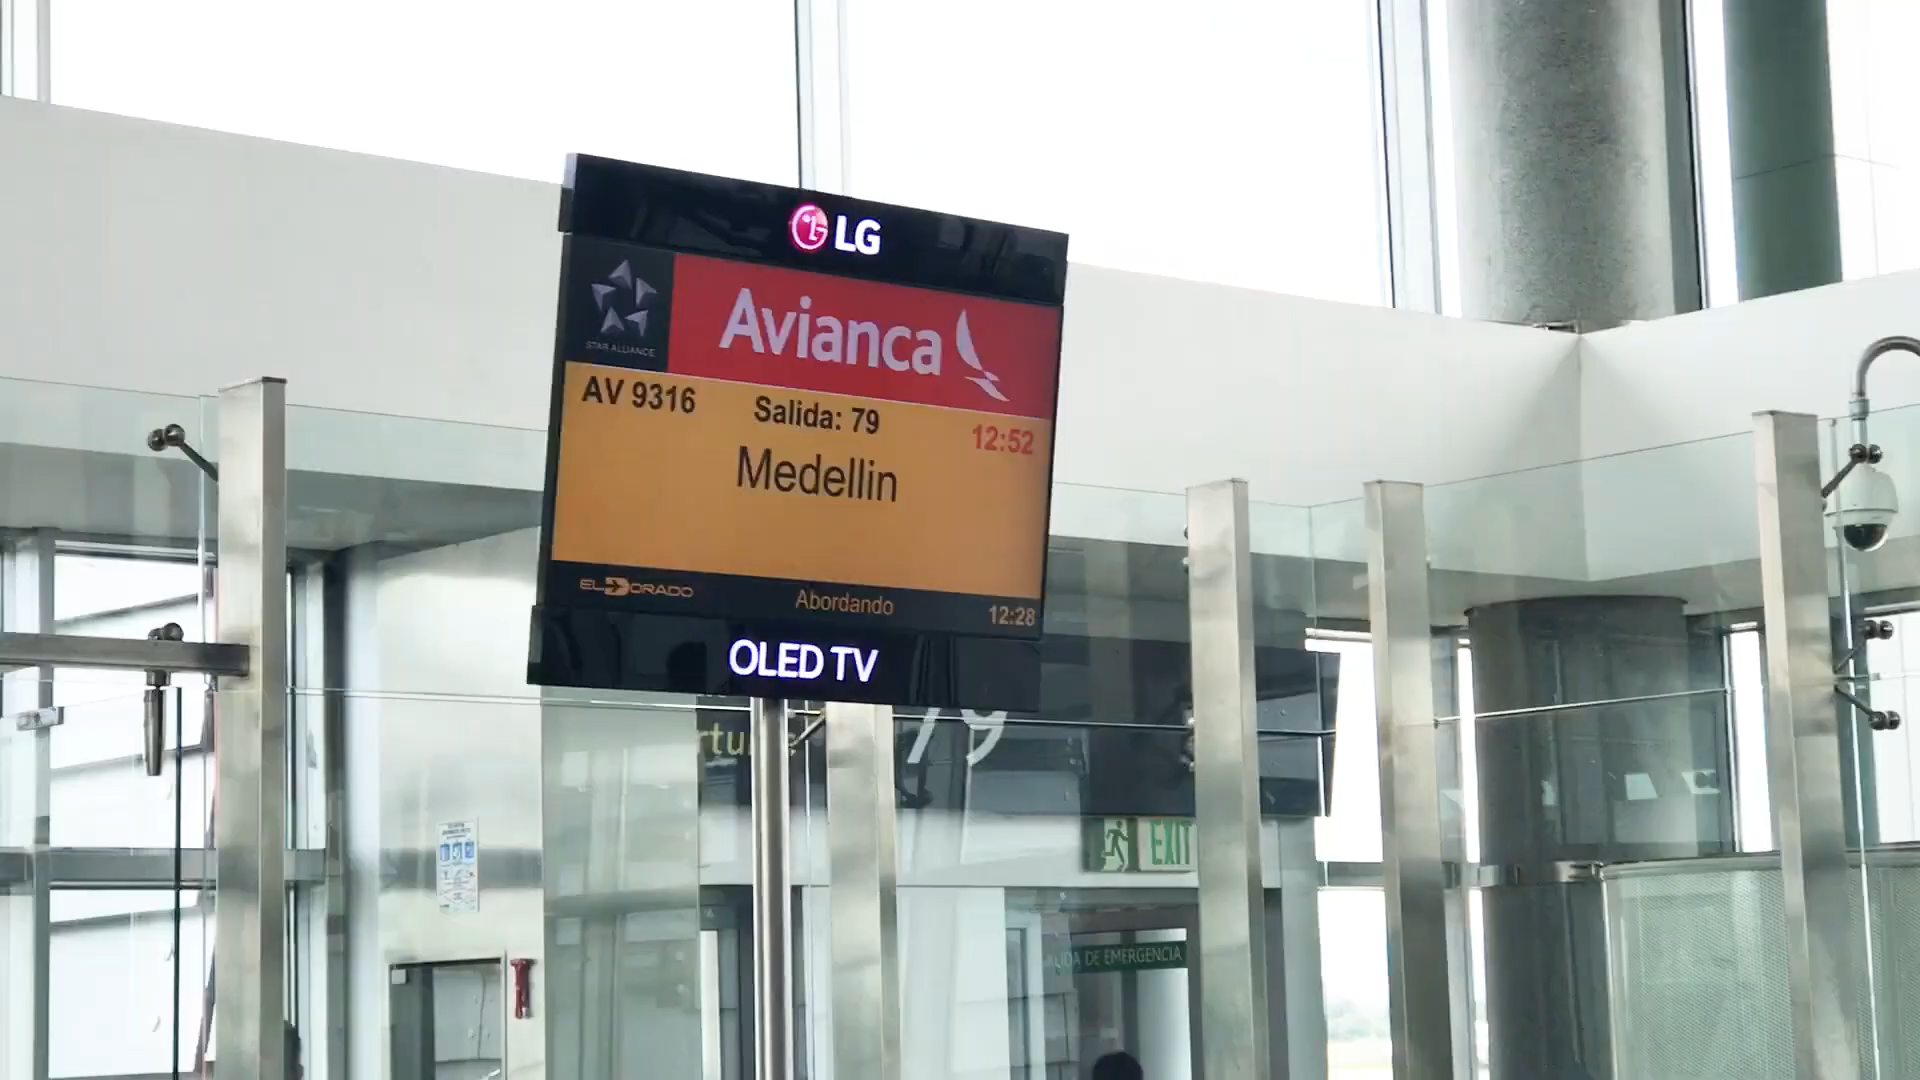 LG
STAR ALLIANCE
Avianca
AV 9316
Salida: 79
12:52
Medellin
EL DORADO
Abordando
12:28
OLED TV
79
EXIT
DE EMERGENCIA